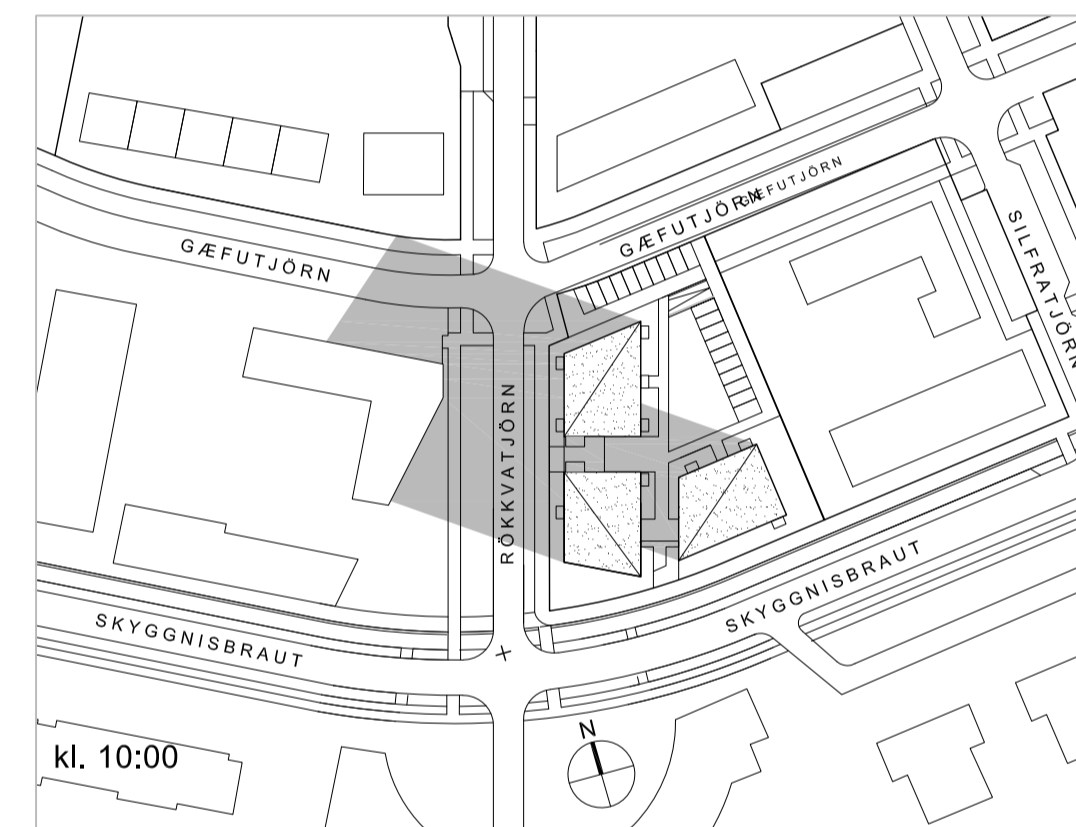 GÆFUTJÖRN
GÆFUTJÖRN
GÆFUTJÖRN
SILFRATJÖRN
RÖKKVATJÖRN
SKYGGNISBRAUT
SKYGGNISBRAUT
N
kl. 10:00